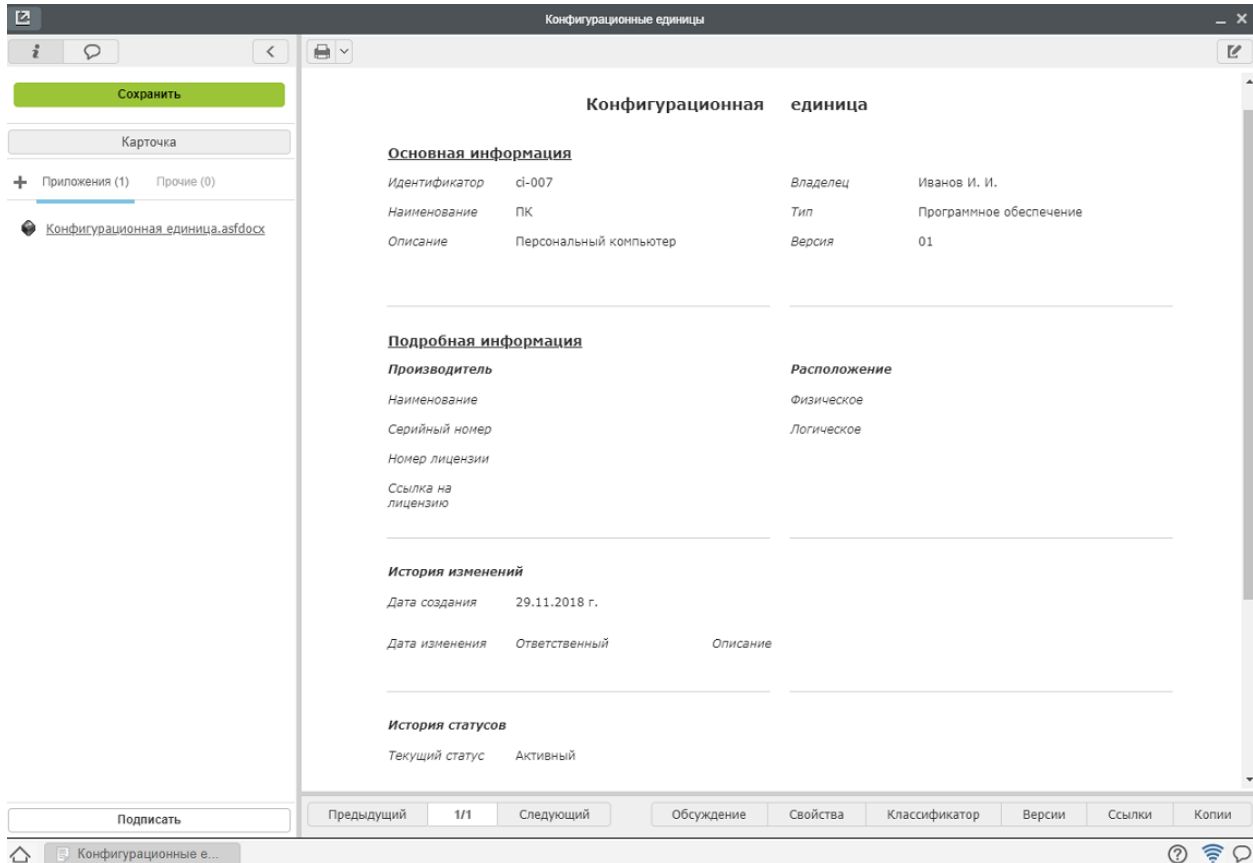 Конфигурационные единицы
Сохранить
Карточка
Приложения (1) Прочие (0)
Конфигурационная единица.asfdocx
Подписать
Конфигурационная единица
Основная информация
Идентификатор ci-007 Владелец Иванов И. И.
Наименование ПК Тип Программное обеспечение
Описание Персональный компьютер Версия 01
Подробная информация
Производитель Расположение
Наименование Физическое
Серийный номер Логическое
Номер лицензии
Ссылка на
лицензию
История изменений
Дата создания 29.11.2018 г.
Дата изменения Ответственный Описание
История статусов
Текущий статус Активный
Предыдущий 1/1 Следующий Обсуждение Свойства Классификатор Версии Ссылки Копии
Конфигурационные е...